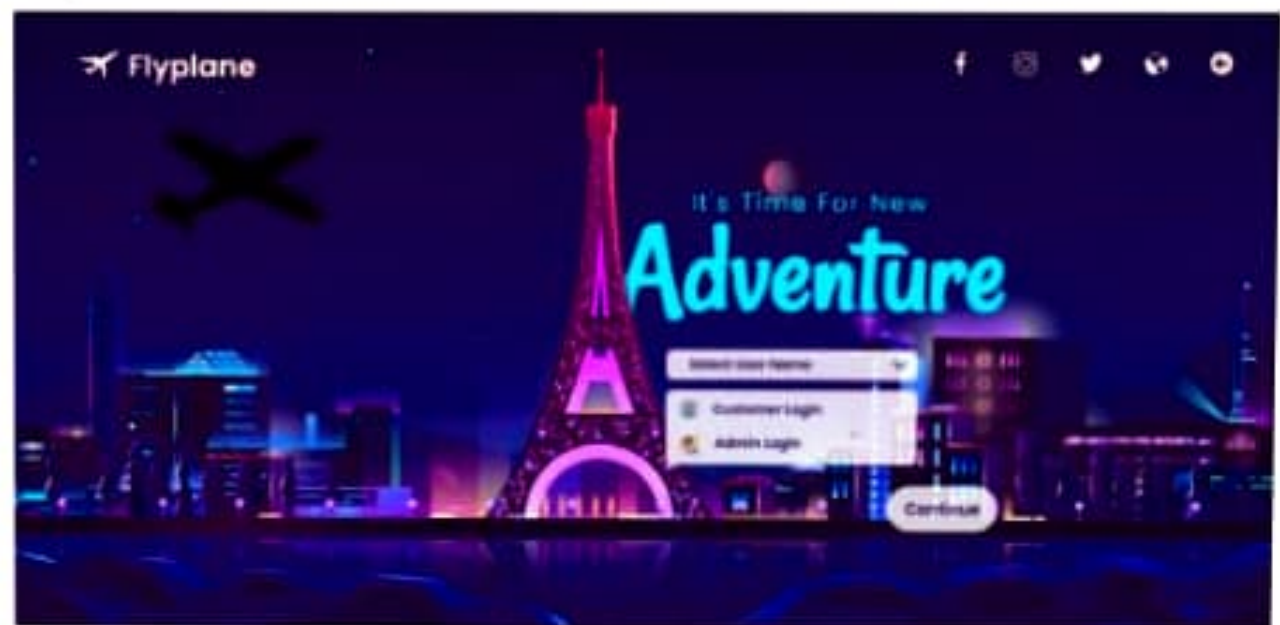 Flyplane
It's Time For New
Adventure
Select User Name
Customer Login
Admin Login
Continue